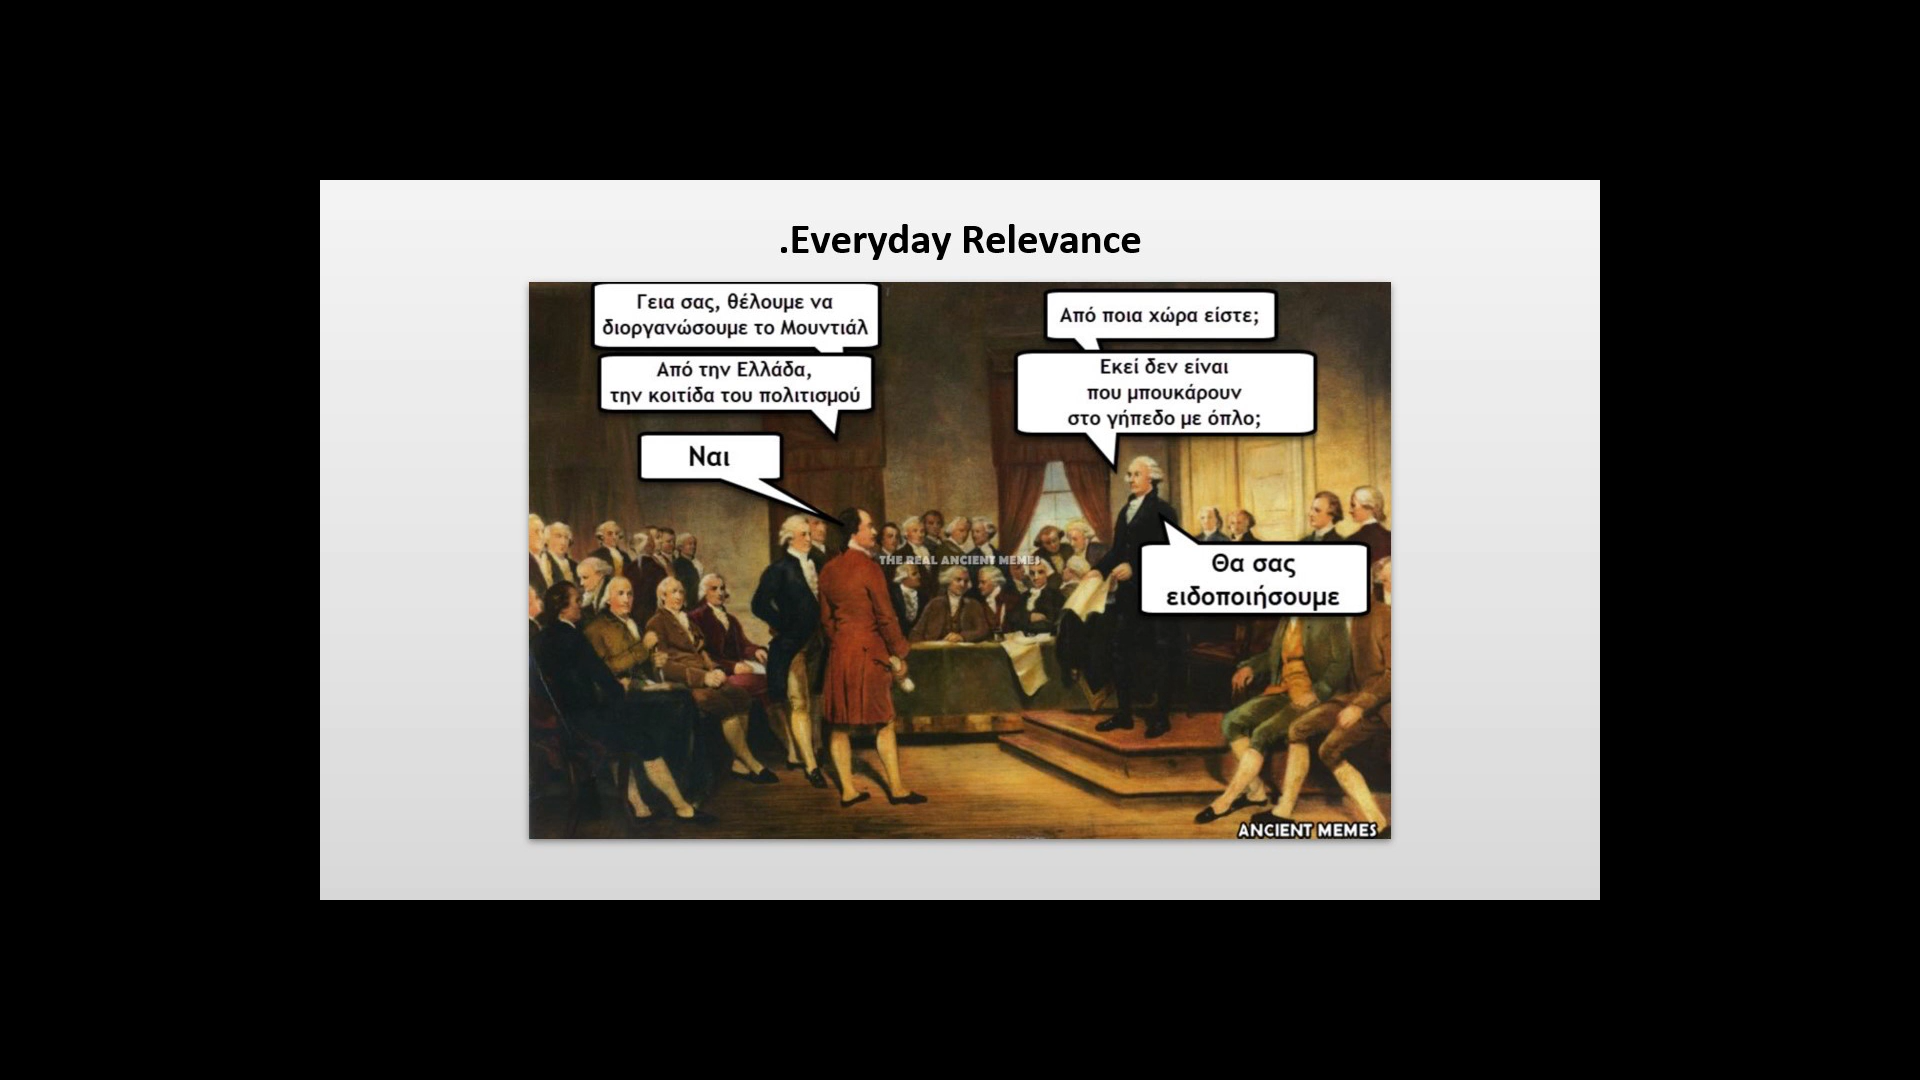 .Everyday Relevance
Γεια σας, θέλουμε να
διοργανώσουμε το Μουντιάλ
Από ποια χώρα είστε;
Από την Ελλάδα,
την κοιτίδα του πολιτισμού
Εκεί δεν είναι
που μπουκάρουν
στο γήπεδο με όπλο;
Ναι
Θα σας
ειδοποιήσουμε
THE REAL ANCIENT MEMES
ANCIENT MEMES